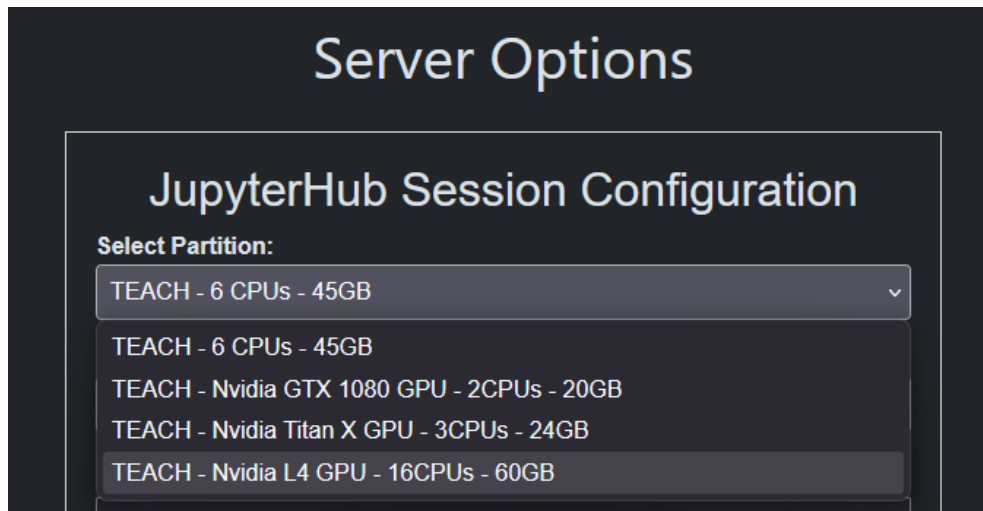 Server Options
JupyterHub Session Configuration
Select Partition:
TEACH - 6 CPUs - 45GB
TEACH - 6 CPUs - 45GB
TEACH - Nvidia GTX 1080 GPU - 2CPUs - 20GB
TEACH - Nvidia Titan X GPU - 3CPUs - 24GB
TEACH - Nvidia L4 GPU - 16CPUs - 60GB